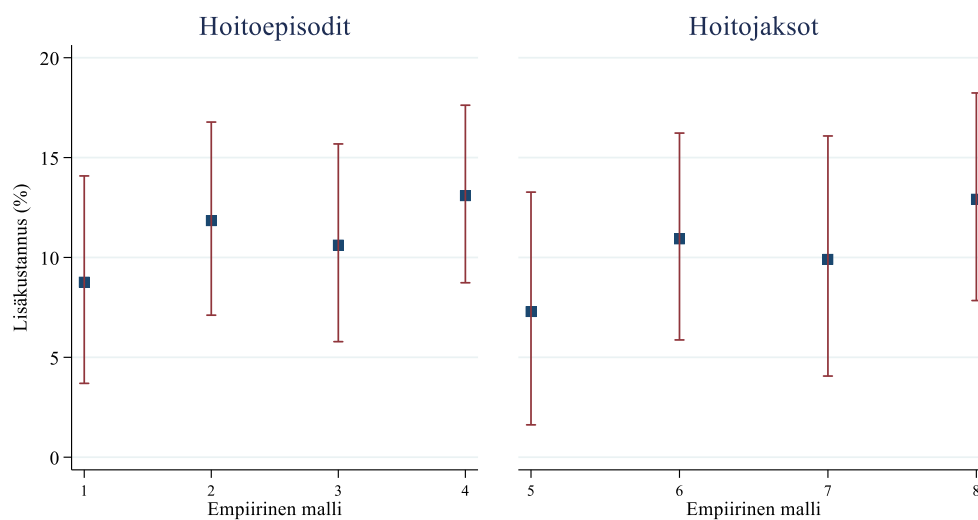 Hoitoepisodit
Hoitojaksot
Lisäkustannus (%)
20
15
10
5
0
1 2 3 4
5 6 7 8
Empiirinen malli
Empiirinen malli